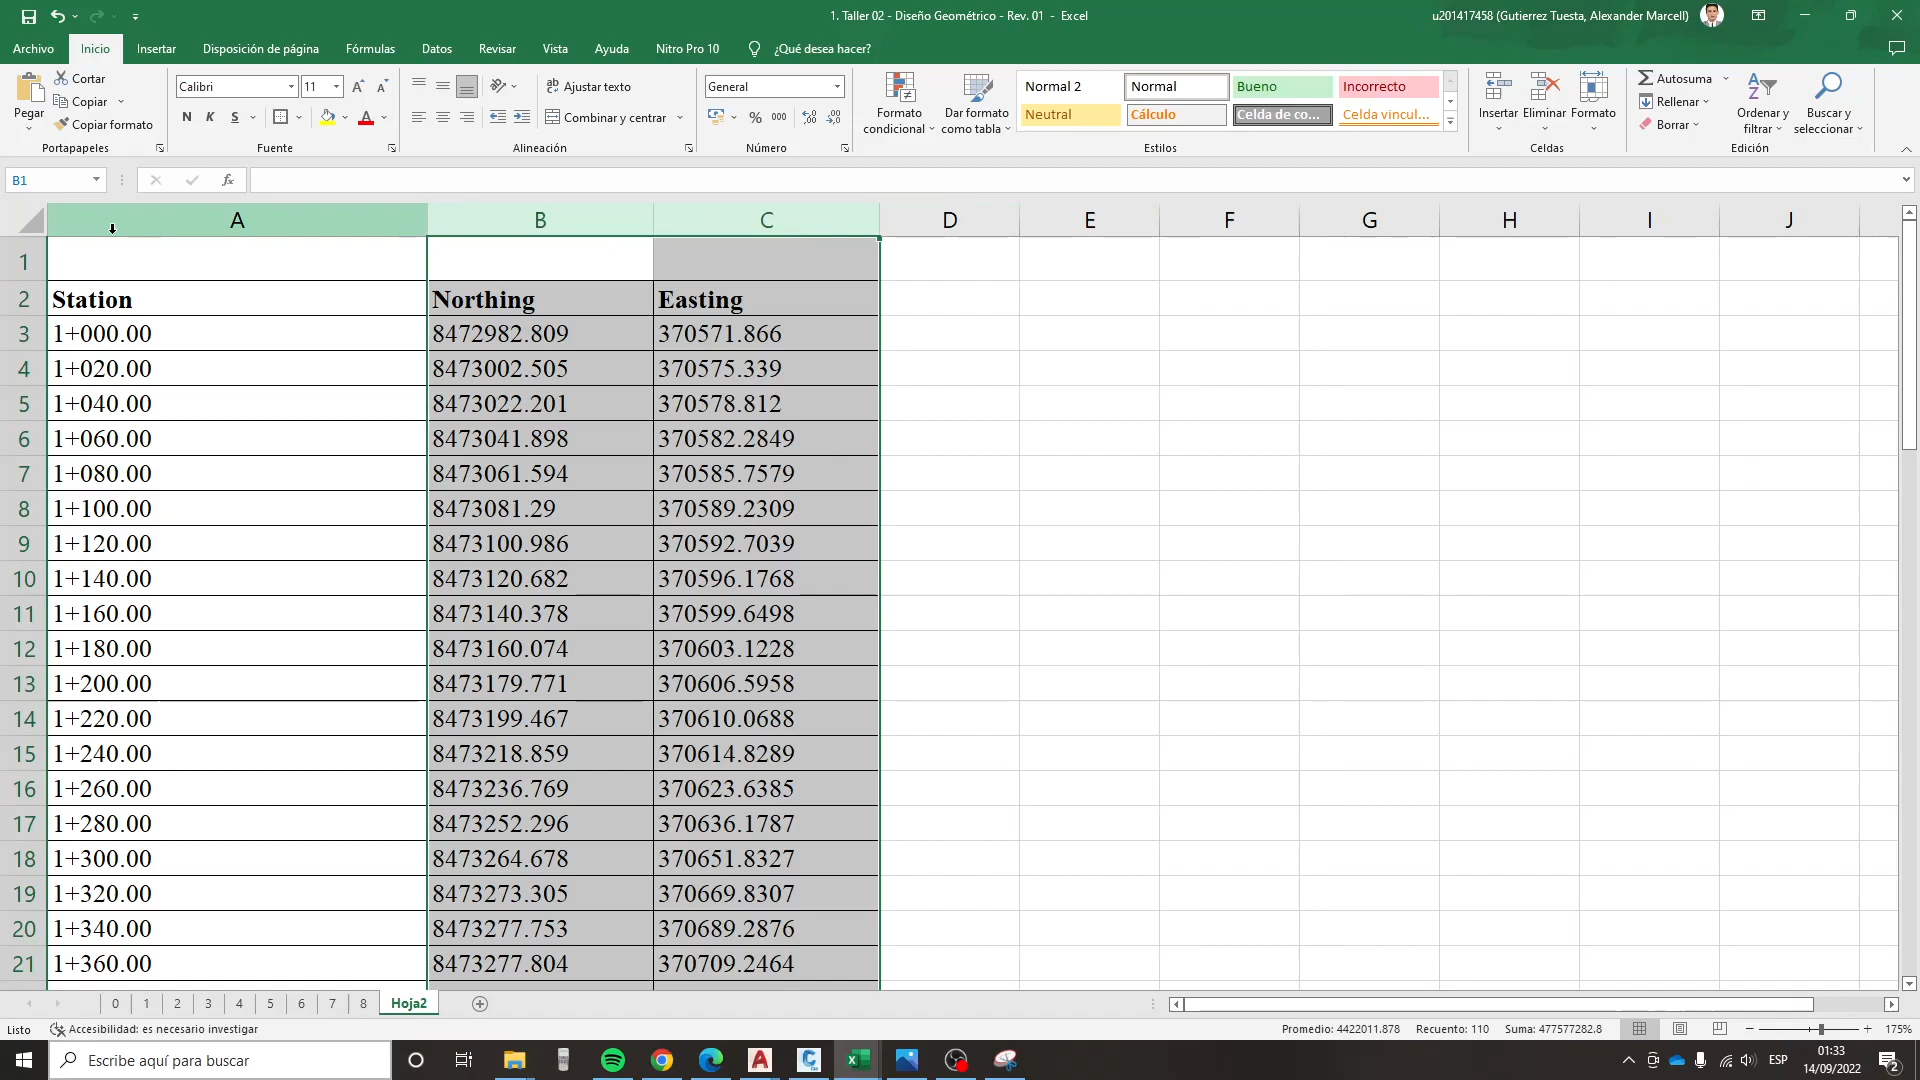 1. Taller 02 - Diseño Geométrico - Rev. 01 - Excel
u201417458 (Gutierrez Tuesta, Alexander Marcell)
Archivo Inicio Insertar Disposición de página Fórmulas Datos Revisar Vista Ayuda Nitro Pro 10 ¿Qué desea hacer?
Pegar
Cortar
Copiar
Copiar formato
Portapapeles
Calibri 11
N K S
Fuente
Ajustar texto
Combinar y centrar
Alineación
General
% 000
Número
Formato condicional
Dar formato como tabla
Normal 2 Normal Bueno Incorrecto
Neutral Cálculo Celda de co... Celda vincul...
Estilos
Insertar Eliminar Formato
Celdas
Autosuma
Rellenar
Borrar
Ordenar y filtrar
Buscar y seleccionar
Edición
B1 fx
A B C D E F G H I J
1
2 Station Northing Easting
3 1+000.00 8472982.809 370571.866
4 1+020.00 8473002.505 370575.339
5 1+040.00 8473022.201 370578.812
6 1+060.00 8473041.898 370582.2849
7 1+080.00 8473061.594 370585.7579
8 1+100.00 8473081.29 370589.2309
9 1+120.00 8473100.986 370592.7039
10 1+140.00 8473120.682 370596.1768
11 1+160.00 8473140.378 370599.6498
12 1+180.00 8473160.074 370603.1228
13 1+200.00 8473179.771 370606.5958
14 1+220.00 8473199.467 370610.0688
15 1+240.00 8473218.859 370614.8289
16 1+260.00 8473236.769 370623.6385
17 1+280.00 8473252.296 370636.1787
18 1+300.00 8473264.678 370651.8327
19 1+320.00 8473273.305 370669.8307
20 1+340.00 8473277.753 370689.2876
21 1+360.00 8473277.804 370709.2464
0 1 2 3 4 5 6 7 8 Hoja2
Listo Accesibilidad: es necesario investigar Promedio: 4422011.878 Recuento: 110 Suma: 477577282.8 175%
Escribe aquí para buscar
ESP
01:33
14/09/2022
2